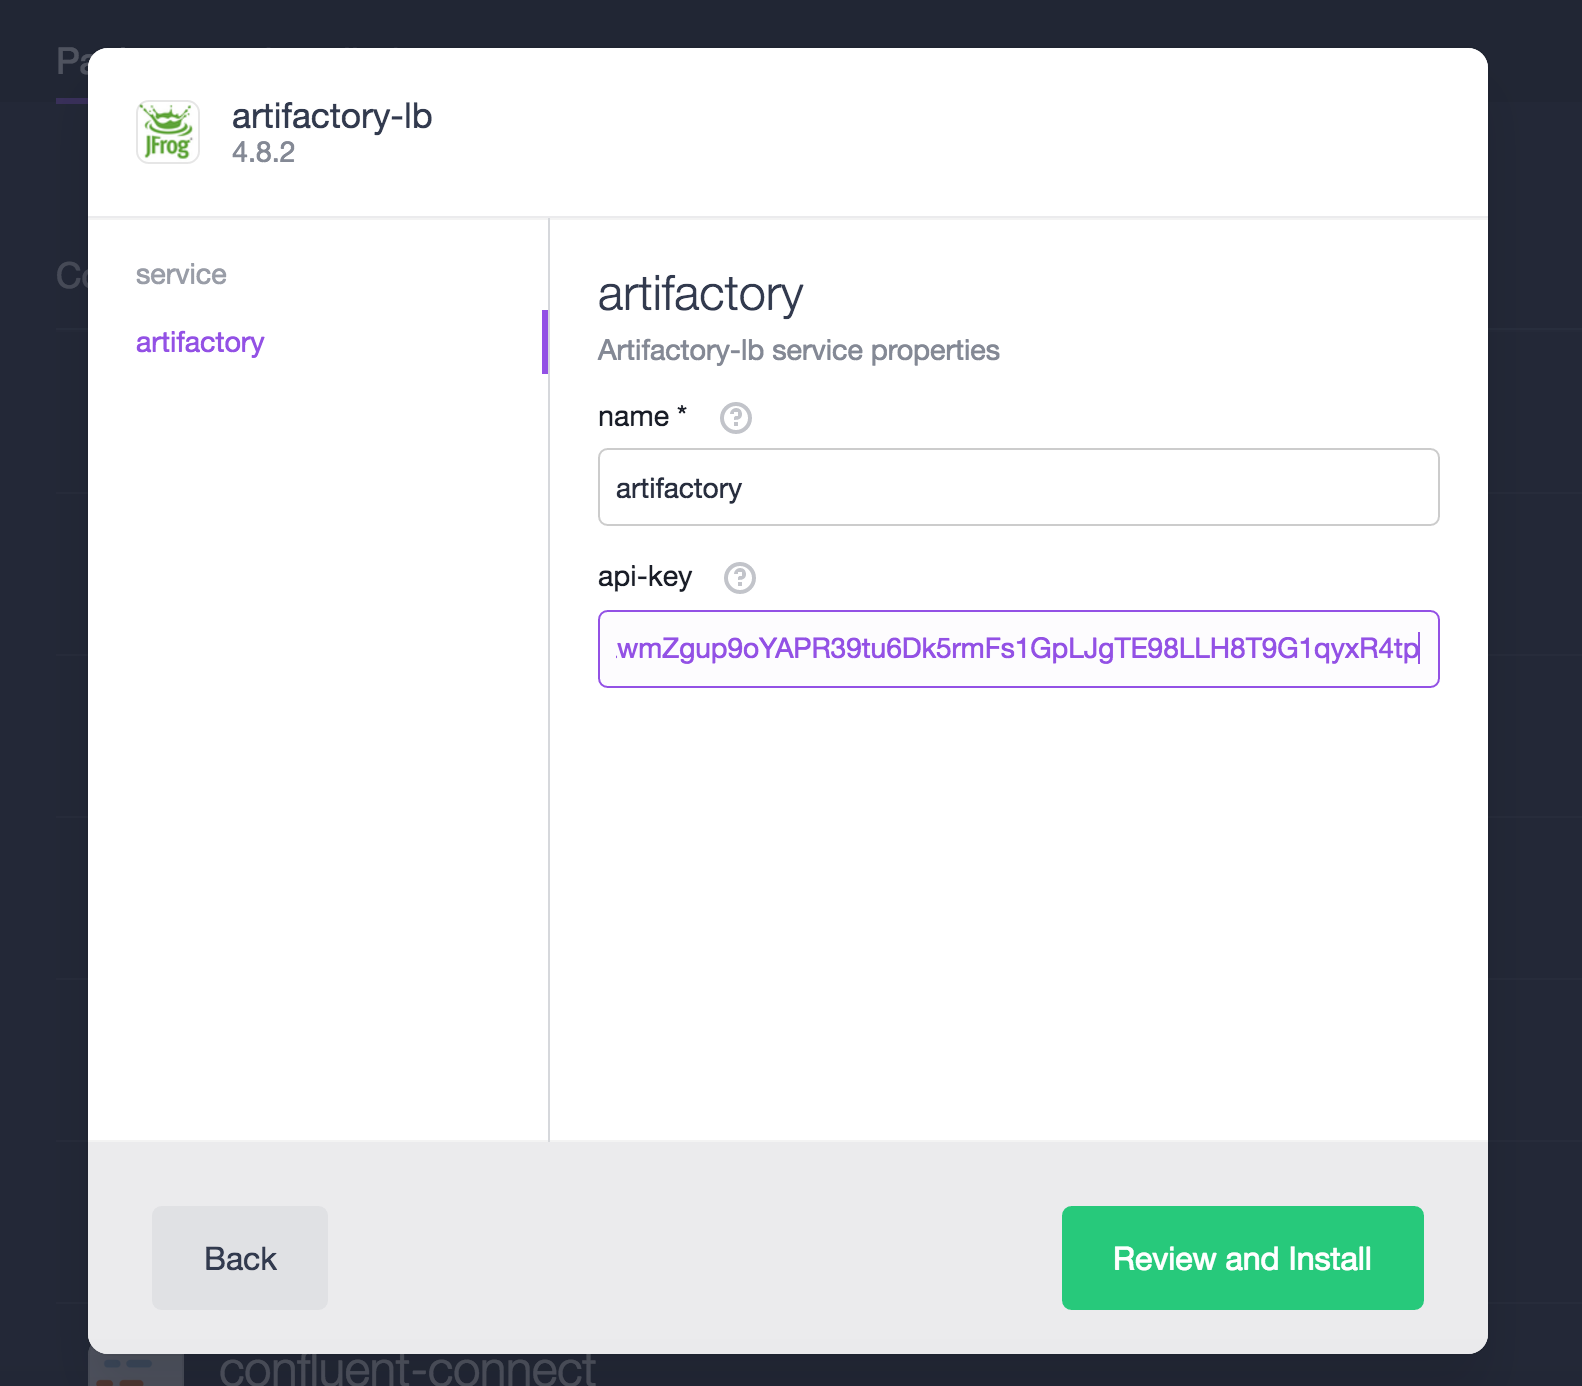 artifactory-lb
JFrog
4.8.2
service
artifactory
artifactory
Artifactory-lb service properties
name *
?
artifactory
api-key
?
wmZgup9oYAPR39tu6Dk5rmFs1GpLJgTE98LLH8T9G1qyxR4tp
Back
Review and Install
confluent-connect